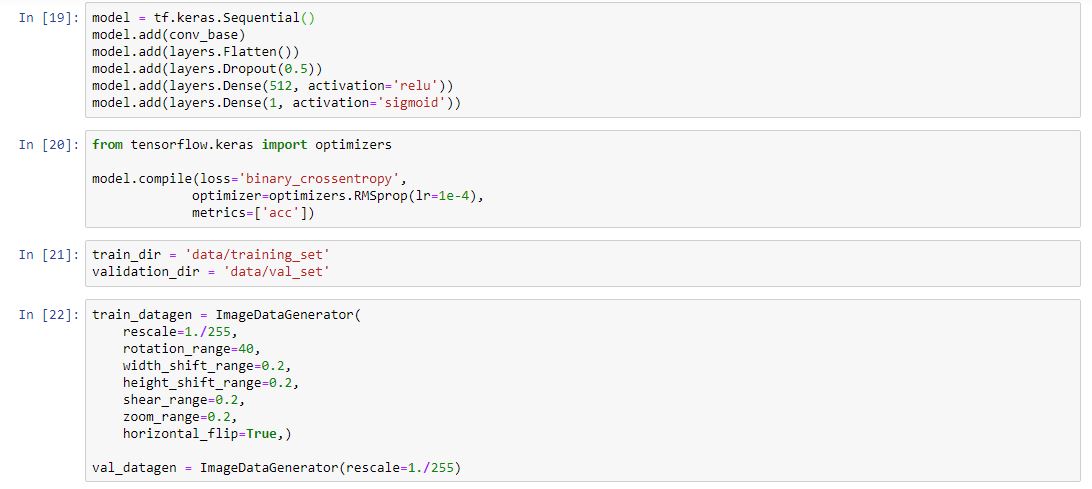 In [19]: model = tf.keras.Sequential()
model.add(conv_base)
model.add(layers.Flatten())
model.add(layers.Dropout(0.5))
model.add(layers.Dense(512, activation='relu'))
model.add(layers.Dense(1, activation='sigmoid'))
In [20]: from tensorflow.keras import optimizers
model.compile(loss='binary_crossentropy',
optimizer=optimizers.RMSprop(lr=1e-4),
metrics=['acc'])
In [21]: train_dir = 'data/training_set'
validation_dir = 'data/val_set'
In [22]: train_datagen = ImageDataGenerator(
rescale=1./255,
rotation_range=40,
width_shift_range=0.2,
height_shift_range=0.2,
shear_range=0.2,
zoom_range=0.2,
horizontal_flip=True,)
val_datagen = ImageDataGenerator(rescale=1./255)